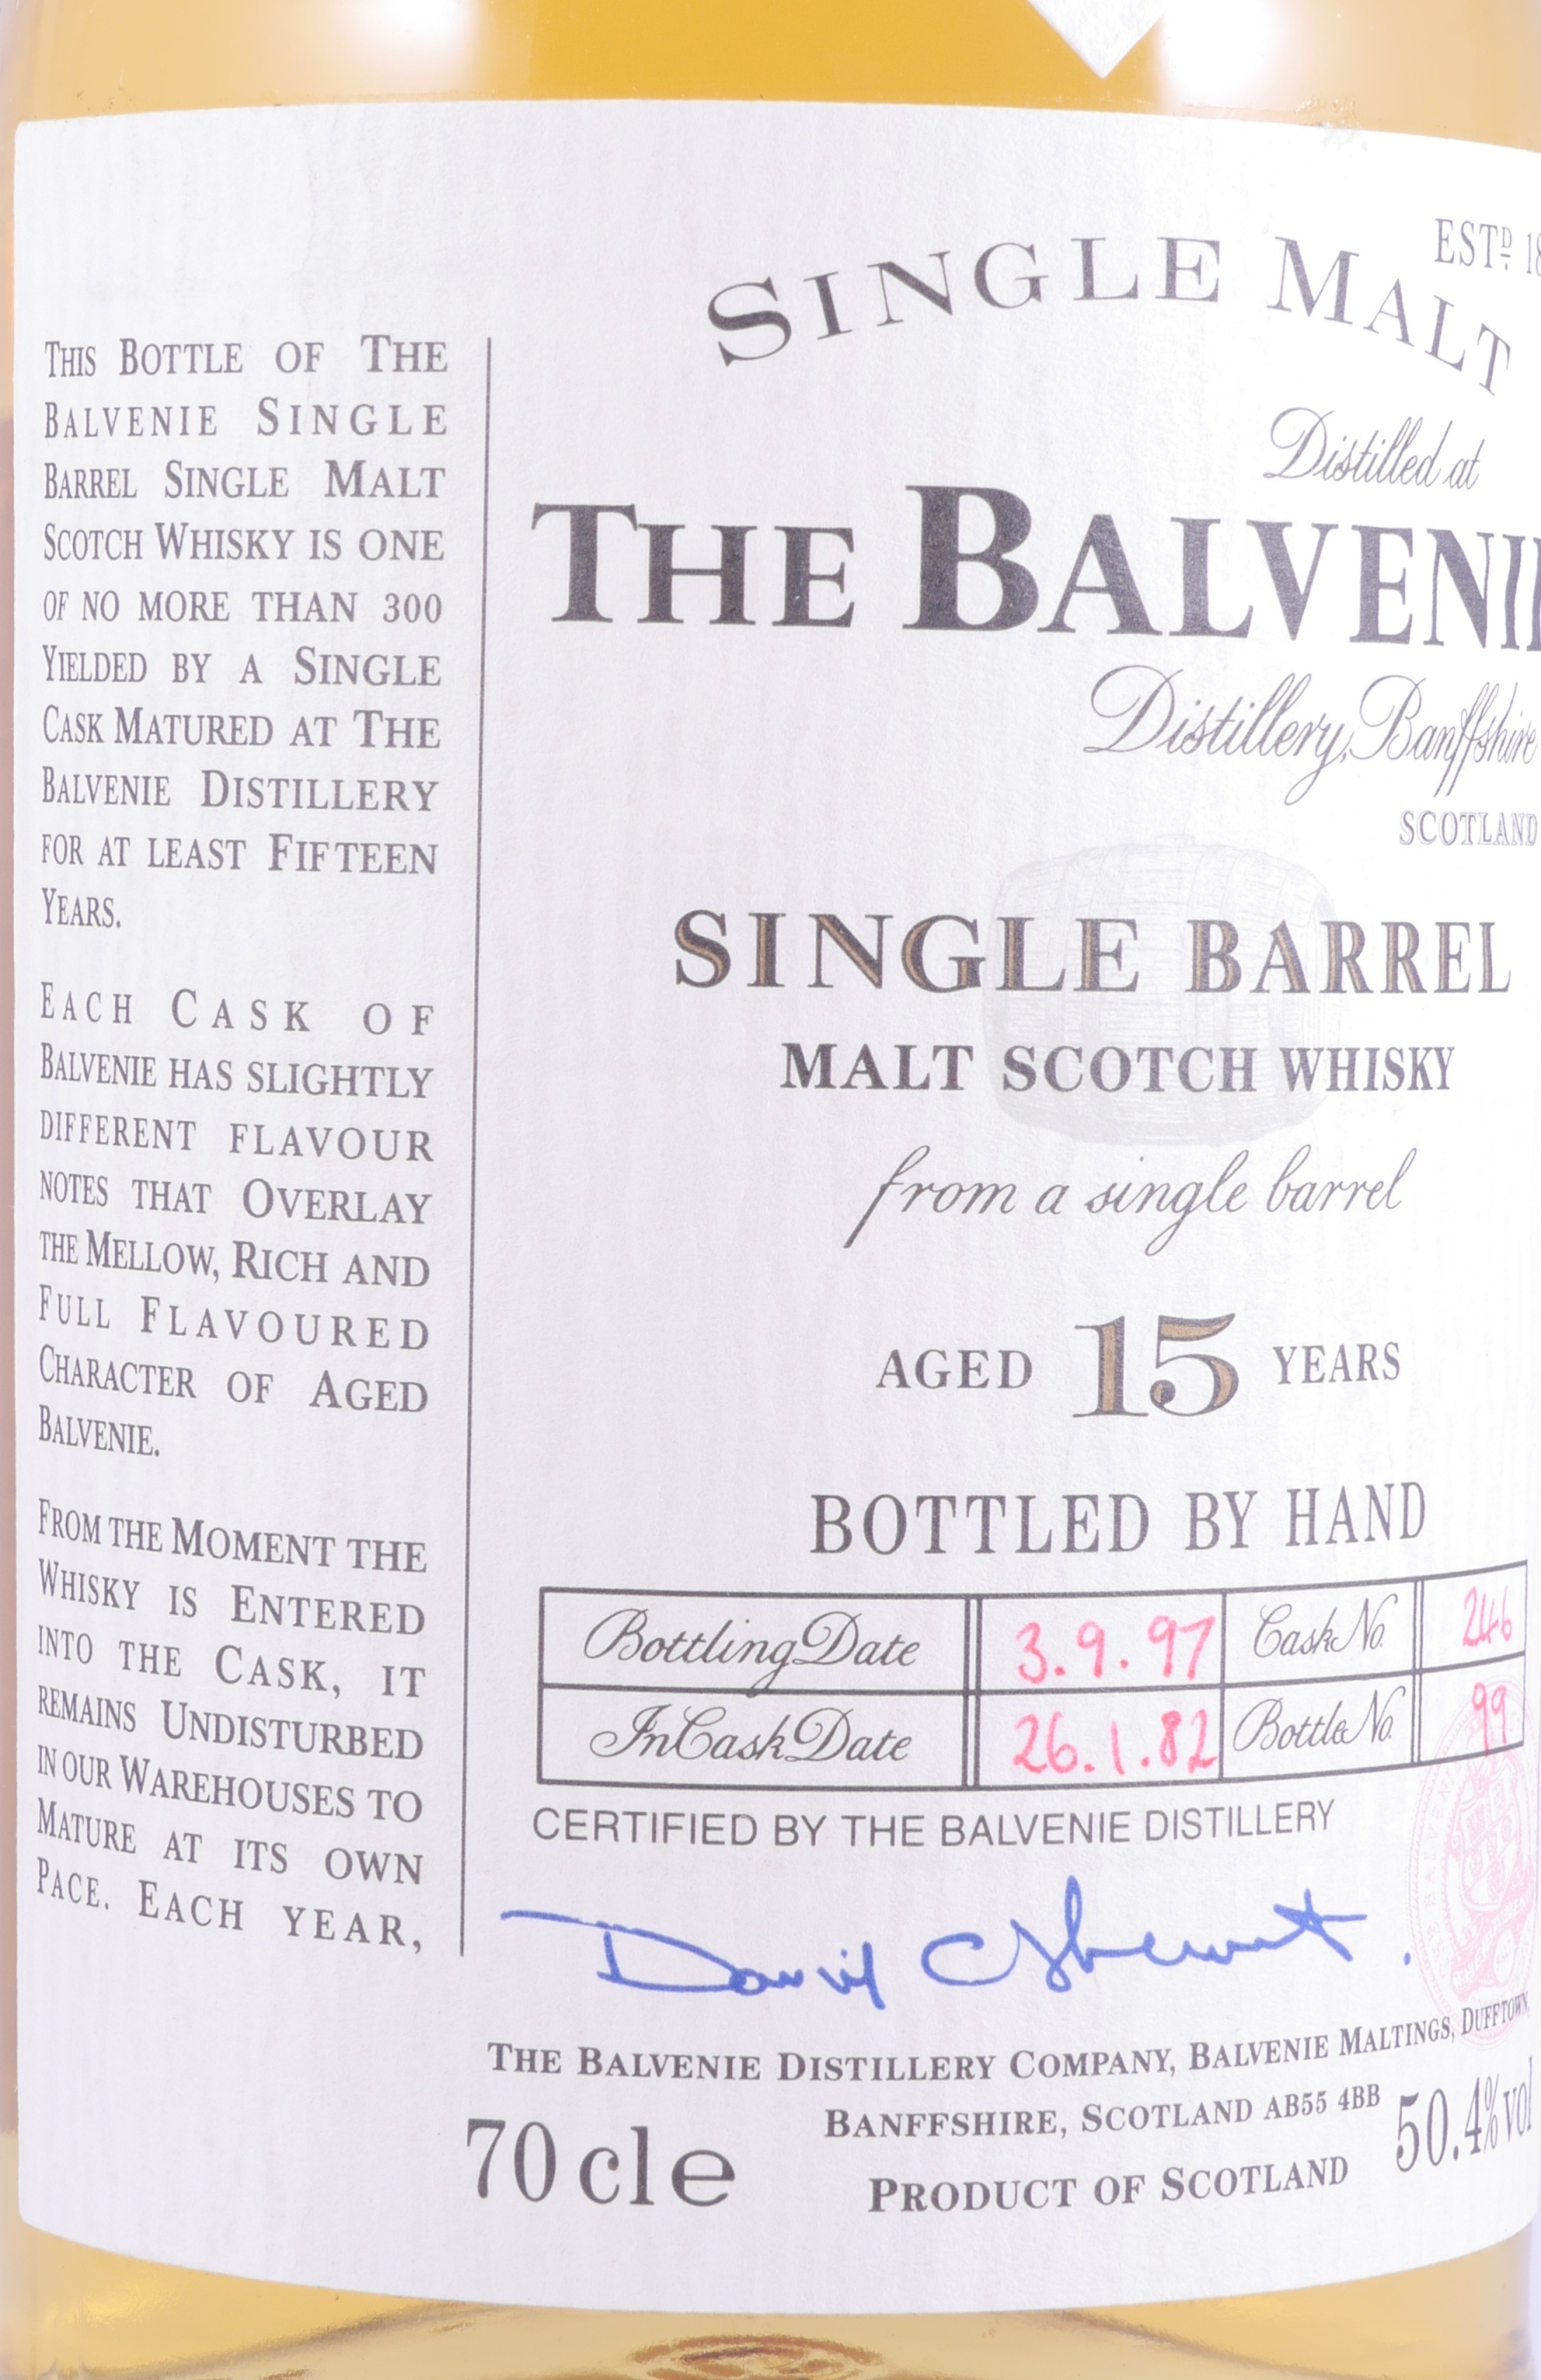 THIS BOTTLE OF THE
BALVENIE SINGLE
BARREL SINGLE MALT
SCOTCH WHISKY IS ONE
OF NO MORE THAN 300
YIELDED BY A SINGLE
CASK MATURED AT THE
BALVENIE DISTILLERY
FOR AT LEAST FIFTEEN
YEARS.
EACH CASK OF
BALVENIE HAS SLIGHTLY
DIFFERENT FLAVOUR
NOTES THAT OVERLAY
THE MELLOW, RICH AND
FULL FLAVOURED
CHARACTER OF AGED
BALVENIE.
FROM THE MOMENT THE
WHISKY IS ENTERED
INTO THE CASK, IT
REMAINS UNDISTURBED
IN OUR WAREHOUSES TO
MATURE AT ITS OWN
PACE. EACH YEAR,
ESTD
SINGLE MALT
Distilled at
THE BALVENIE
Distillery, Banffshire
SCOTLAND
SINGLE BARREL
MALT SCOTCH WHISKY
from a single barrel
AGED 15 YEARS
BOTTLED BY HAND
Bottling Date 3.9.97 Cask No. 246
In Cask Date 26.1.82 Bottle No. 99
CERTIFIED BY THE BALVENIE DISTILLERY
David C Stewart.
THE BALVENIE DISTILLERY COMPANY, BALVENIE MALTINGS, DUFFTOWN,
BANFFSHIRE, SCOTLAND AB55 4BB
70 cl e PRODUCT OF SCOTLAND 50.4% vol